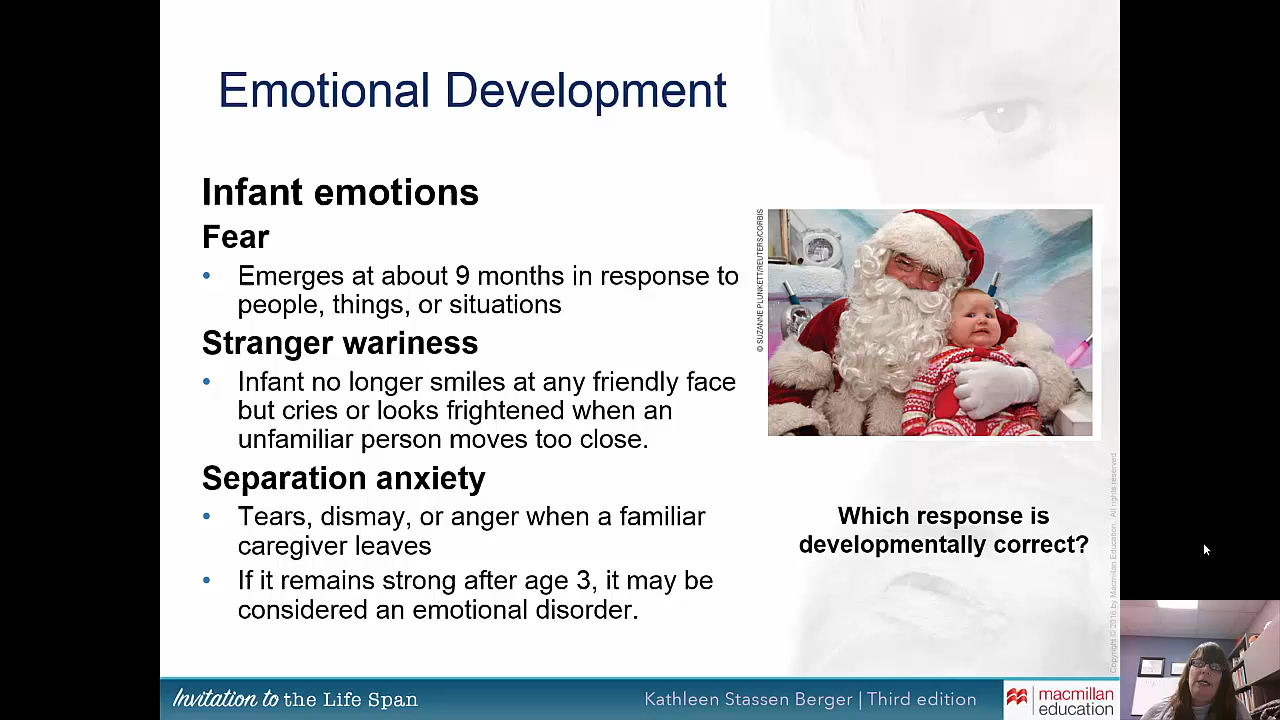 Emotional Development
Infant emotions
Fear
• Emerges at about 9 months in response to
people, things, or situations
Stranger wariness
• Infant no longer smiles at any friendly face
but cries or looks frightened when an
unfamiliar person moves too close.
Separation anxiety
• Tears, dismay, or anger when a familiar
caregiver leaves
• If it remains strong after age 3, it may be
considered an emotional disorder.
© SUZANNE PLUNKETT/REUTERS/CORBIS
Which response is
developmentally correct?
Copyright © 2016 by Macmillan Education. All rights reserved
Invitation to the Life Span
Kathleen Stassen Berger | Third edition
macmillan
education